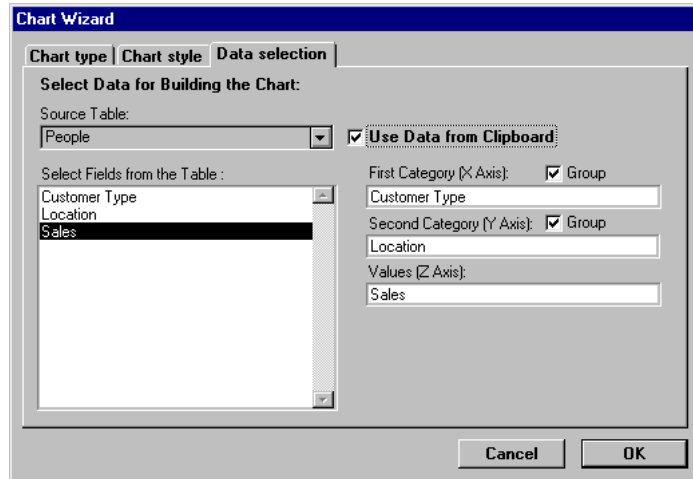 Chart Wizard
Chart type
Chart style
Data selection
Select Data for Building the Chart:
Source Table:
People
Use Data from Clipboard
Select Fields from the Table :
Customer Type
Location
Sales
First Category (X Axis):
Group
Customer Type
Second Category (Y Axis):
Group
Location
Values (Z Axis):
Sales
Cancel
OK